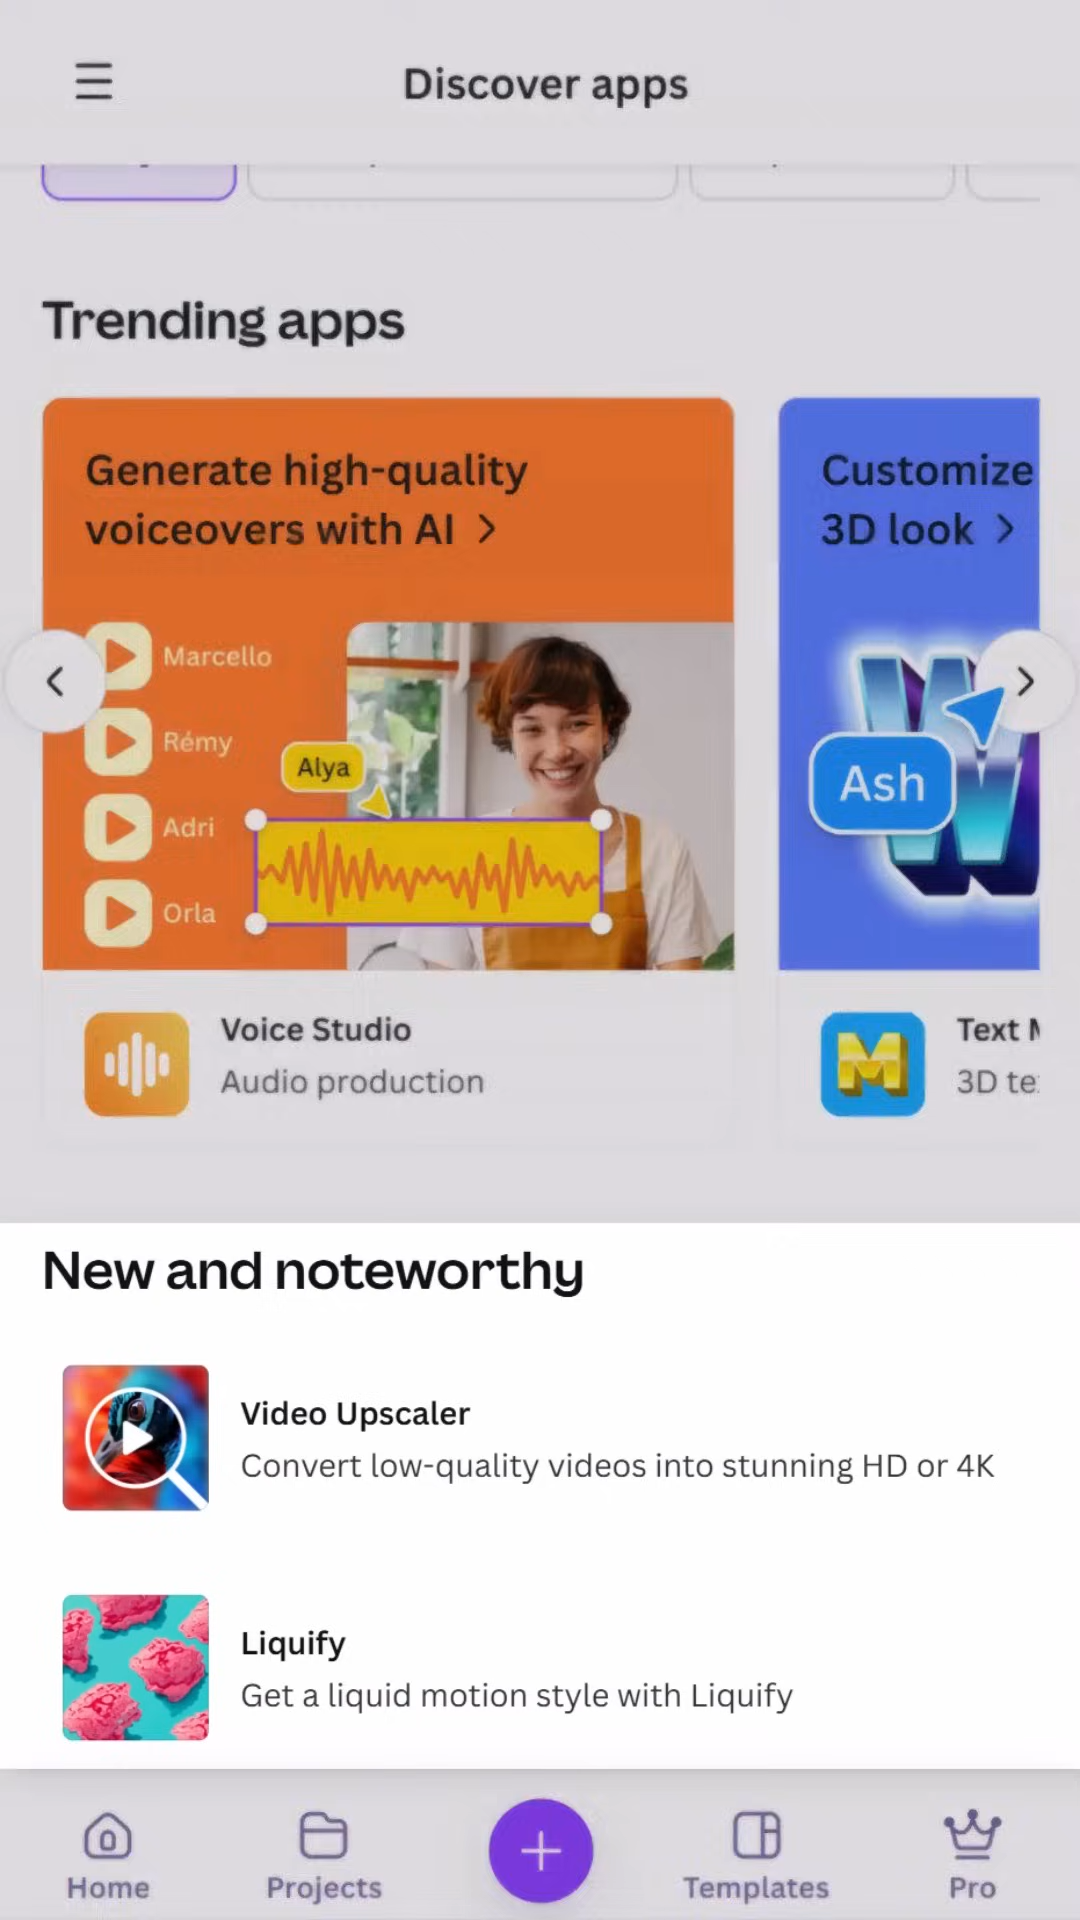 Discover apps
Trending apps
Generate high-quality
voiceovers with AI
Marcello
Rémy
Alya
Adri
Orla
Voice Studio
Audio production
Customize
3D look
Ash
Text
3D
New and noteworthy
Video Upscaler
Convert low-quality videos into stunning HD or 4K
Liquify
Get a liquid motion style with Liquify
Home
Projects
Templates
Pro